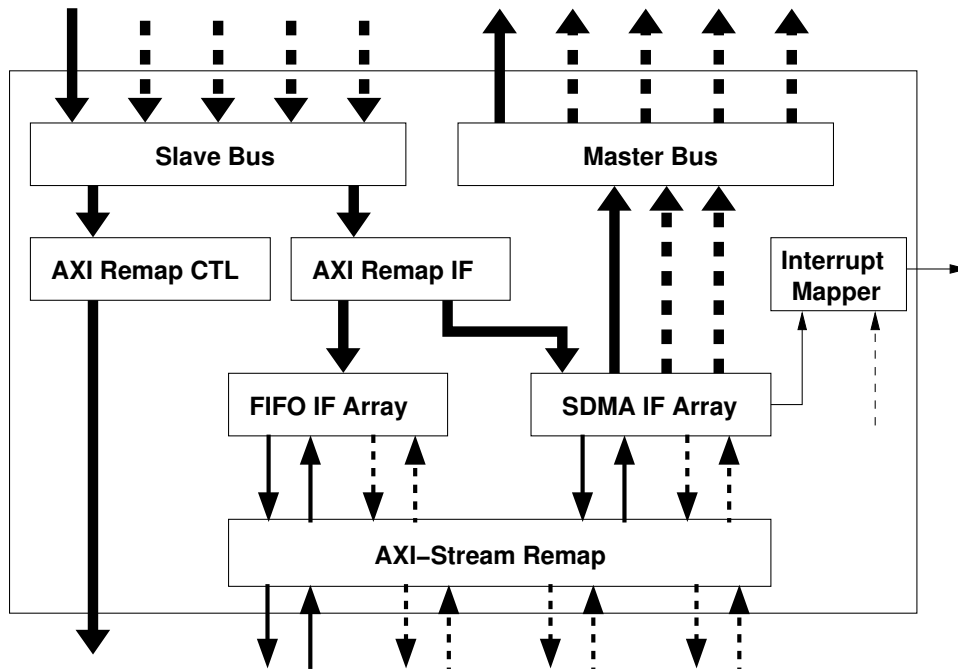 Slave Bus
Master Bus
AXI Remap CTL
AXI Remap IF
Interrupt
Mapper
FIFO IF Array
SDMA IF Array
AXI−Stream Remap